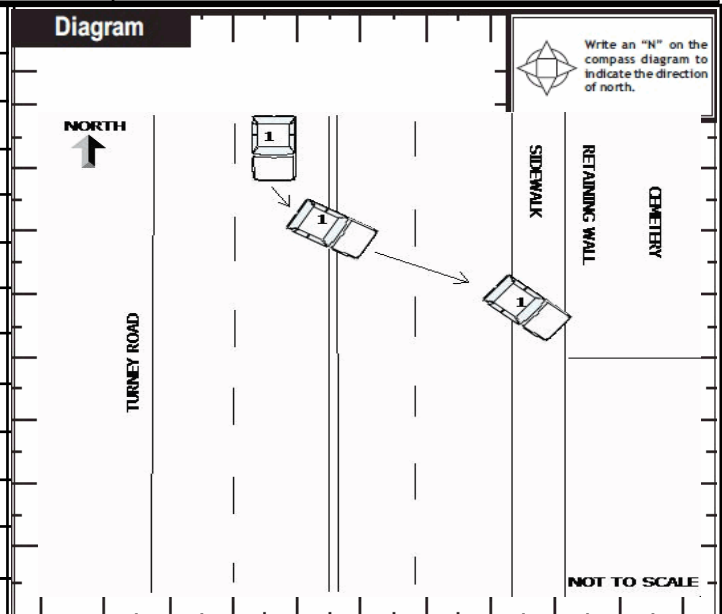 Diagram
Write an “N” on the
compass diagram to
indicate the direction
of north.
NORTH
1
1
1
SIDEWALK
RETAINING WALL
CEMETERY
TURNEY ROAD
NOT TO SCALE